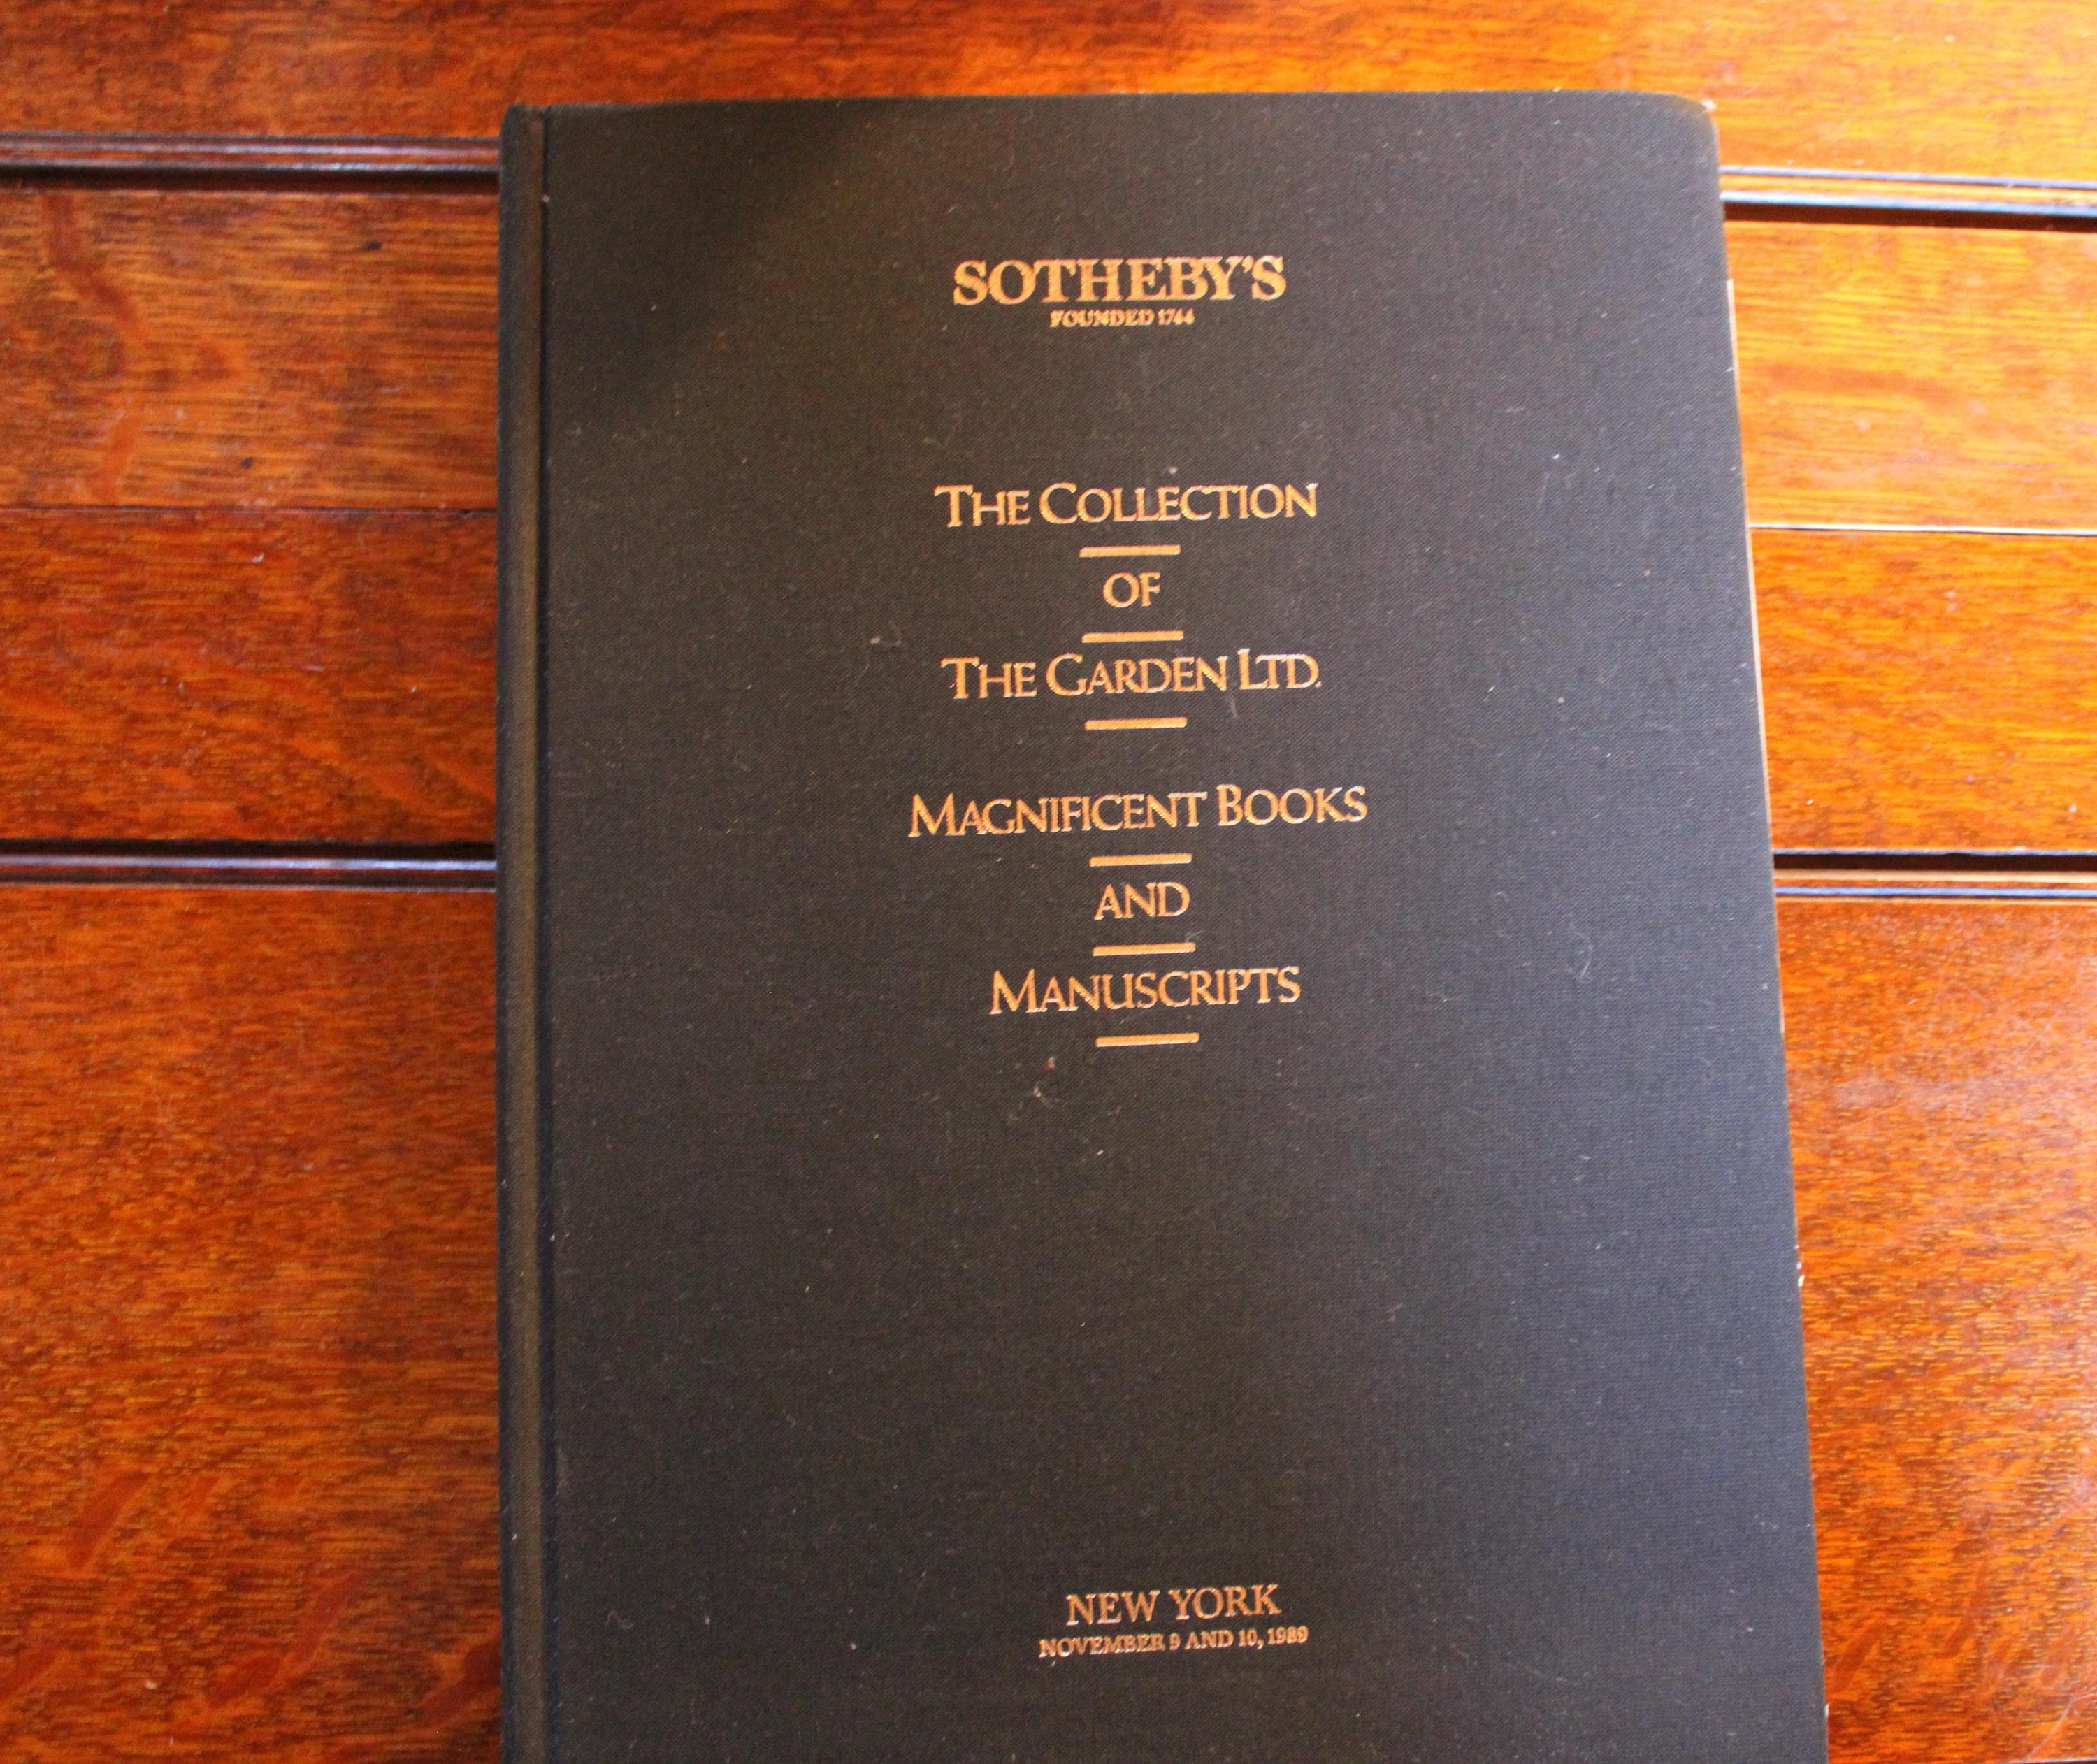 SOTHEBY'S
FOUNDED 1744
THE COLLECTION
OF
THE GARDEN LTD.
MAGNIFICENT BOOKS
AND
MANUSCRIPTS
NEW YORK
NOVEMBER 9 AND 10, 1989